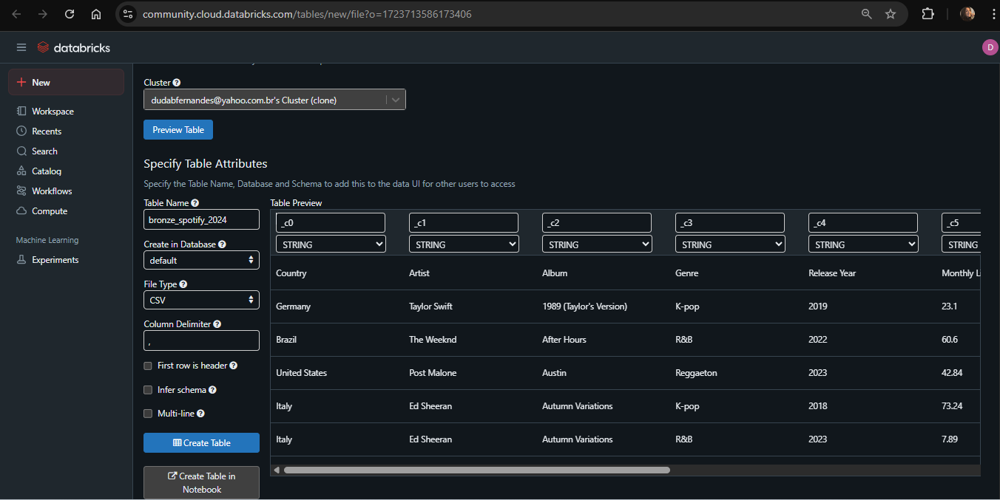 community.cloud.databricks.com/tables/new/file?o=1723713586173406
databricks
D
New
Workspace
Recents
Search
Catalog
Workflows
Compute
Machine Learning
Experiments
Cluster
dudabfernandes@yahoo.com.br's Cluster (clone)
Preview Table
Specify Table Attributes
Specify the Table Name, Database and Schema to add this to the data UI for other users to access
Table Name
bronze_spotify_2024
Create in Database
default
File Type
CSV
Column Delimiter
,
First row is header
Infer schema
Multi-line
Create Table
Create Table in
Notebook
Table Preview
_c0 _c1 _c2 _c3 _c4 _c5
STRING STRING STRING STRING STRING STRING
Country Artist Album Genre Release Year Monthly
Germany Taylor Swift 1989 (Taylor's Version) K-pop 2019 23.1
Brazil The Weeknd After Hours R&B 2022 60.6
United States Post Malone Austin Reggaeton 2023 42.84
Italy Ed Sheeran Autumn Variations K-pop 2018 73.24
Italy Ed Sheeran Autumn Variations R&B 2023 7.89